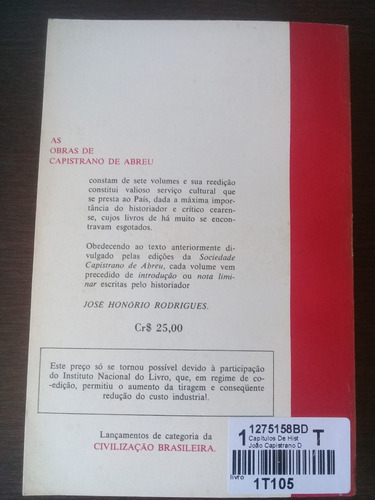 AS
OBRAS DE
CAPISTRANO DE ABREU
constam de sete volumes e sua reedição
constitui valioso serviço cultural que
se presta ao País, dada a máxima impor-
tância do historiador e crítico cearen-
se, cujos livros de há muito se encon-
travam esgotados.
Obedecendo ao texto anteriormente di-
vulgado pelas edições da Sociedade
Capistrano de Abreu, cada volume vem
precedido de introdução ou nota limi-
nar escritas pelo historiador
JOSÉ HONÓRIO RODRIGUES.
Cr$ 25,00
Este preço só se tornou possível devido à participação
do Instituto Nacional do Livro, que, em regime de co-
-edição, permitiu o aumento da tiragem e conseqüente
redução do custo industrial.
Lançamentos de categoria da
CIVILIZAÇÃO BRASILEIRA.
1 1275158BD T
Capítulos De Hist
João Capistrano D
livro
1T105